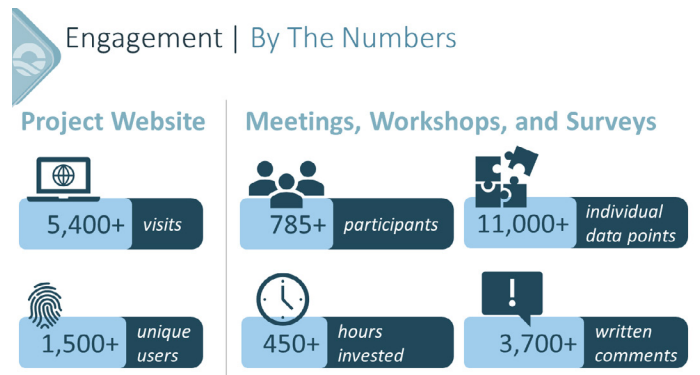 Engagement | By The Numbers
Project Website
5,400+ visits
1,500+ unique
users
Meetings, Workshops, and Surveys
785+ participants
11,000+ individual
data points
450+ hours
invested
3,700+ written
comments